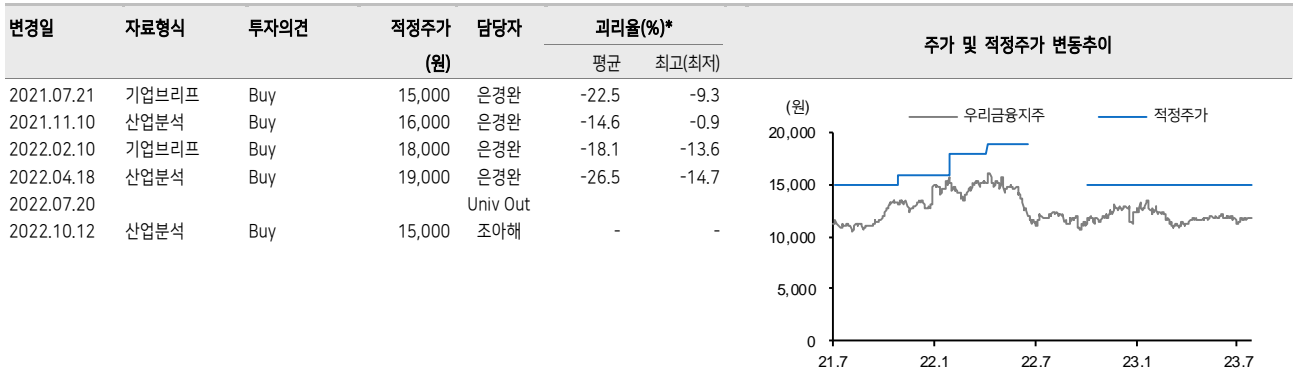 변경일 자료형식 투자의견 적정주가 담당자 괴리율(%)* 주가 및 적정주가 변동추이
(원) 평균 최고(최저)
2021.07.21 기업브리프 Buy 15,000 은경완 -22.5 -9.3
2021.11.10 산업분석 Buy 16,000 은경완 -14.6 -0.9
2022.02.10 기업브리프 Buy 18,000 은경완 -18.1 -13.6
2022.04.18 산업분석 Buy 19,000 은경완 -26.5 -14.7
2022.07.20 Univ Out
2022.10.12 산업분석 Buy 15,000 조아해 - -
(원) 우리금융지주 적정주가
20,000
15,000
10,000
5,000
0
21.7 22.1 22.7 23.1 23.7